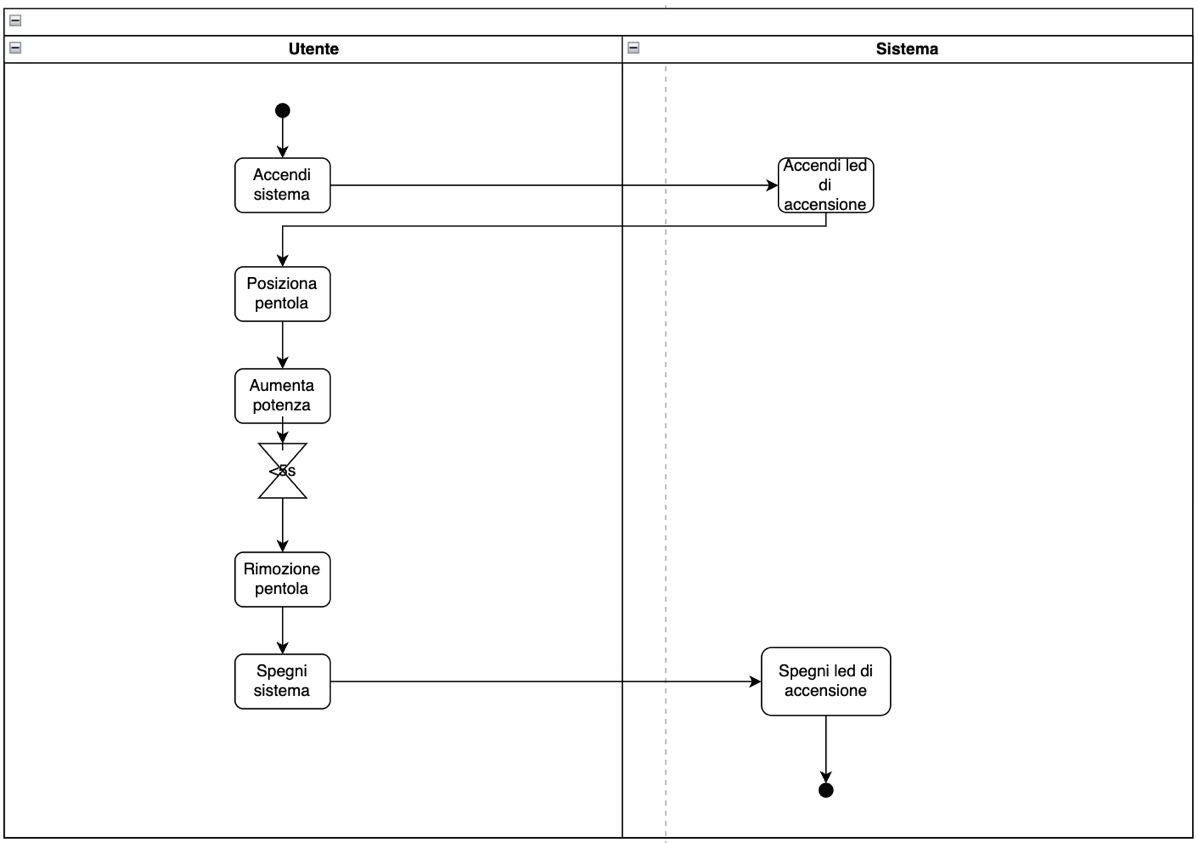 Utente
Sistema
Accendi
sistema
Accendi led
di
accensione
Posiziona
pentola
Aumenta
potenza
<5s
Rimozione
pentola
Spegni
sistema
Spegni led di
accensione